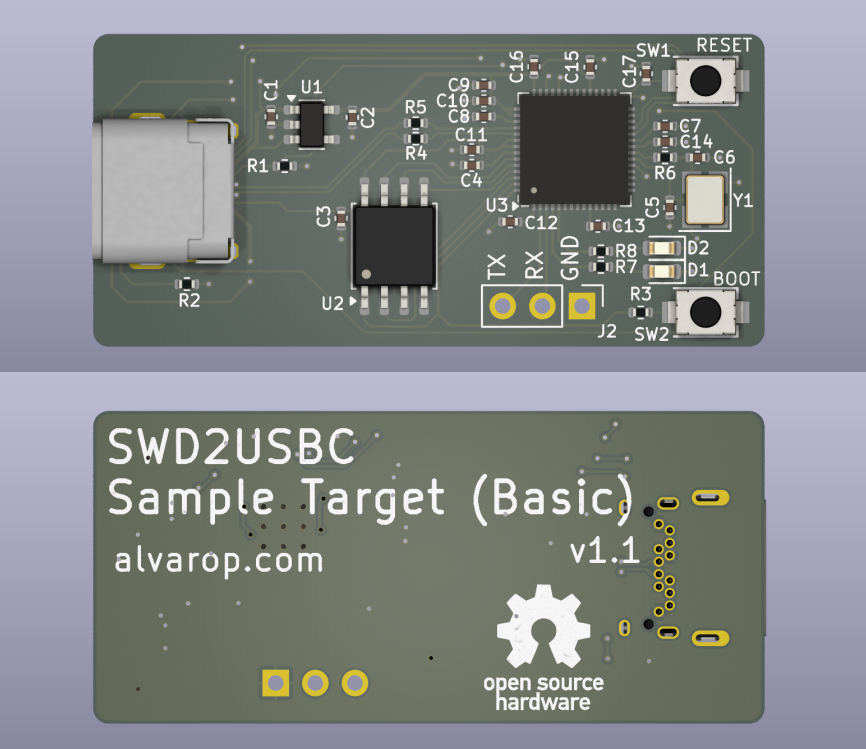 RESET
SW1
C16
C15
C17
C9
C1
U1
C10
C2
R5
C8
C7
C11
C14
R4
R1
C6
R6
C4
Y1
U3
C5
C3
C12
C13
D2
R8
TX
RX
GND
R7
D1
BOOT
R2
U2
R3
J2
SW2
SWD2USBC
Sample Target (Basic)
v1.1
alvarop.com
open source
hardware